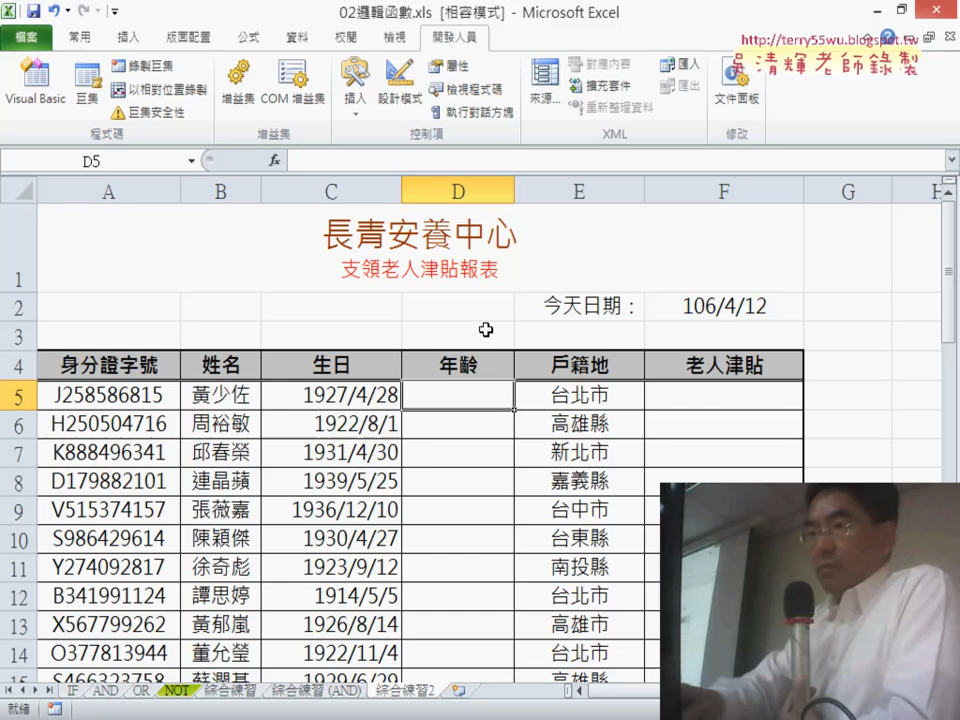 02邏輯函數.xls [相容模式] - Microsoft Excel
檔案 常用 插入 版面配置 公式 資料 校閱 檢視 開發人員
http://terry55wu.blogspot.tw
吳清輝老師錄製
Visual Basic 巨集 錄製巨集 以相對位置錄製 巨集安全性
增益集 COM 增益集
插入 設計模式 屬性 檢視程式碼 執行對話方塊
來源... 對應內容 擴充套件 重新整理資料 匯入 匯出
文件面板
程式碼 增益集 控制項 XML 修改
D5 fx
A B C D E F G H
1 長青安養中心
支領老人津貼報表
2 今天日期： 106/4/12
3
4 身分證字號 姓名 生日 年齡 戶籍地 老人津貼
5 J258586815 黃少佐 1927/4/28 台北市
6 H250504716 周裕敏 1922/8/1 高雄縣
7 K888496341 邱春榮 1931/4/30 新北市
8 D179882101 連晶蘋 1939/5/25 嘉義縣
9 V515374157 張薇嘉 1936/12/10 台中市
10 S986429614 陳穎傑 1930/4/27 台東縣
11 Y274092817 徐奇彪 1923/9/12 南投縣
12 B341991124 譚思婷 1914/5/5 台北市
13 X567799262 黃郁嵐 1926/8/14 高雄市
14 O377813944 董允瑩 1922/11/4 台北市
IF AND OR NOT 綜合練習 綜合練習 (AND) 綜合練習2
就緒